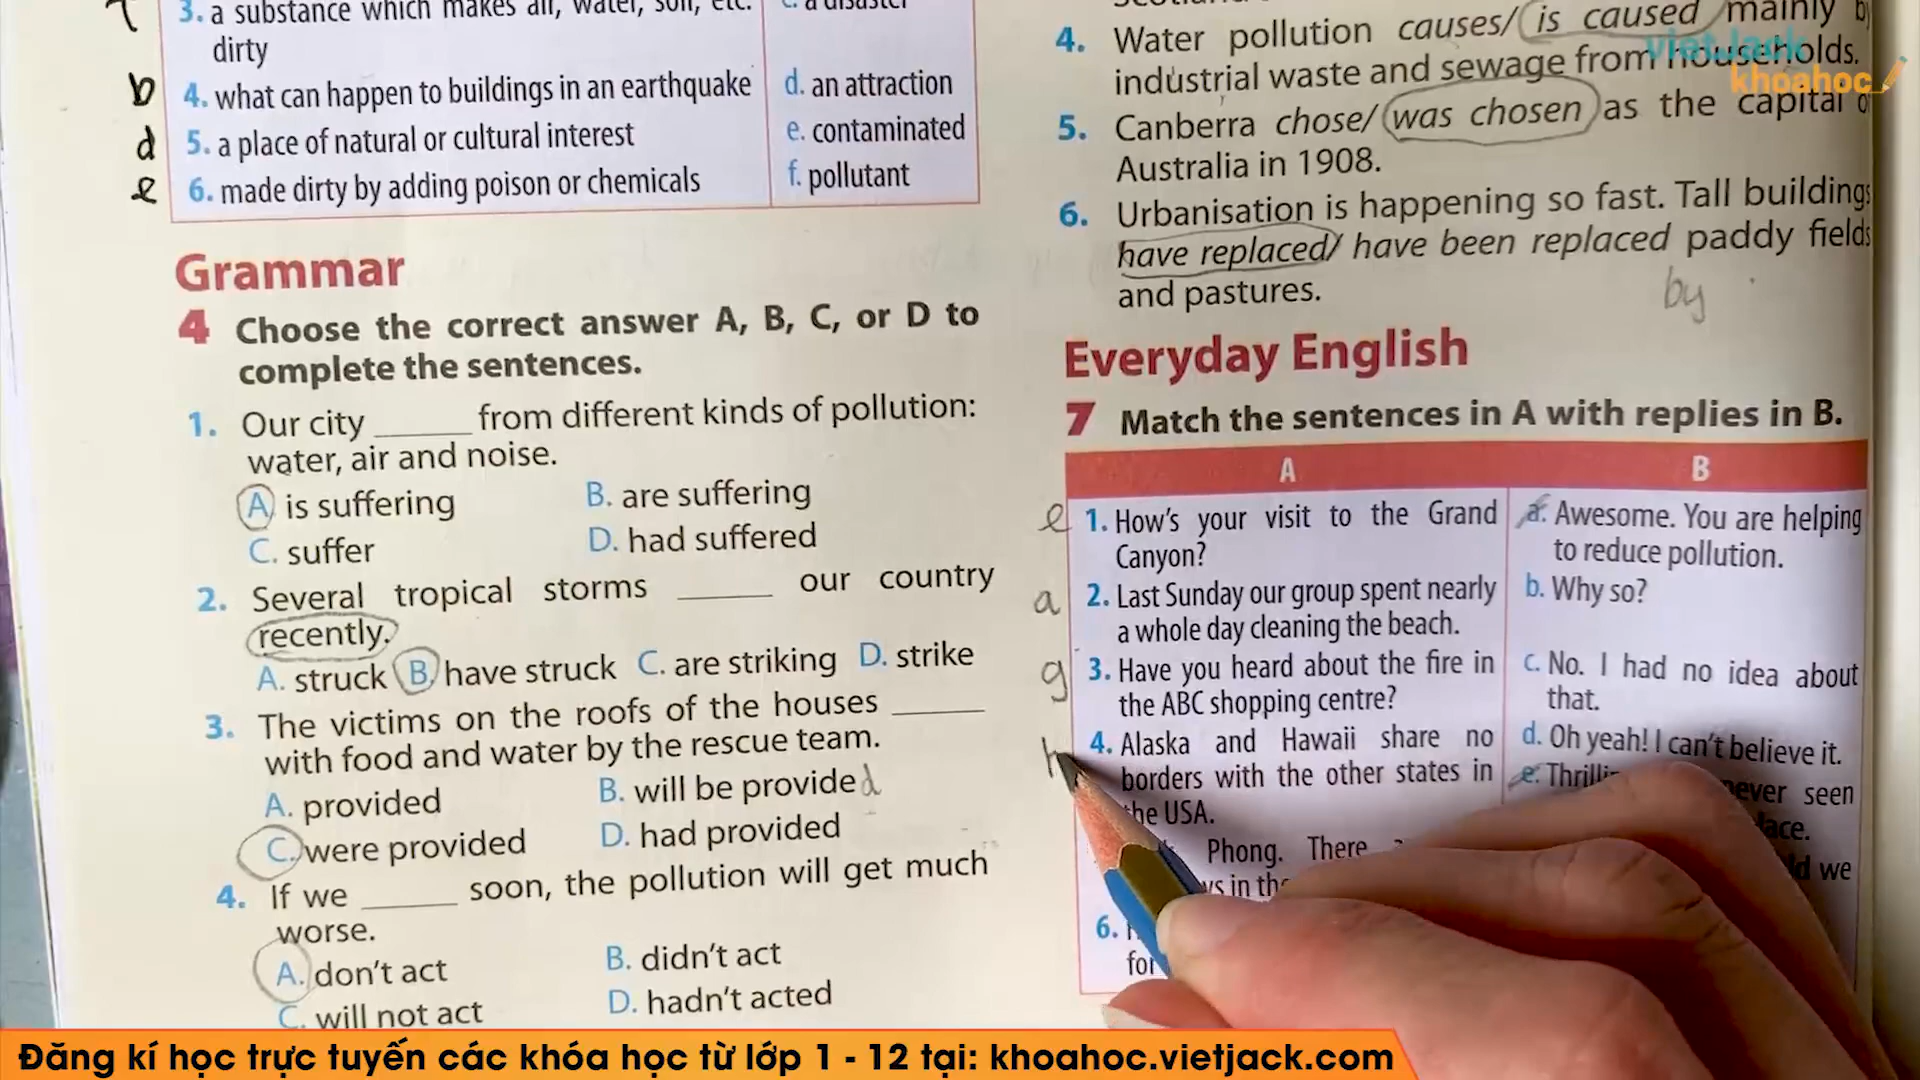 3. a substance which makes air, water, soil, etc. c. a disaster
dirty
b 4. what can happen to buildings in an earthquake d. an attraction
d 5. a place of natural or cultural interest e. contaminated
e 6. made dirty by adding poison or chemicals f. pollutant
Grammar
4 Choose the correct answer A, B, C, or D to
complete the sentences.
1. Our city ______ from different kinds of pollution:
water, air and noise.
A. is suffering B. are suffering
C. suffer D. had suffered
2. Several tropical storms ______ our country
recently.
A. struck B. have struck C. are striking D. strike
3. The victims on the roofs of the houses ______
with food and water by the rescue team.
A. provided B. will be provided
C. were provided D. had provided
4. If we ______ soon, the pollution will get much
worse.
A. don't act B. didn't act
C. will not act D. hadn't acted
4. Water pollution causes/ is caused mainly
industrial waste and sewage from households.
5. Canberra chose/ was chosen as the capital
Australia in 1908.
6. Urbanisation is happening so fast. Tall buildings
have replaced/ have been replaced paddy fields
and pastures.
by
Everyday English
7 Match the sentences in A with replies in B.
A B
e 1. How's your visit to the Grand
Canyon?
a 2. Last Sunday our group spent nearly
a whole day cleaning the beach.
g 3. Have you heard about the fire in
the ABC shopping centre?
4. Alaska and Hawaii share no
borders with the other states in
the USA.
Phong. There
in
6.
a. Awesome. You are helping
to reduce pollution.
b. Why so?
c. No. I had no idea about
that.
d. Oh yeah! I can't believe it.
e. never seen
we
vietjack
khoahoc
Đăng kí học trực tuyến các khóa học từ lớp 1 - 12 tại: khoahoc.vietjack.com